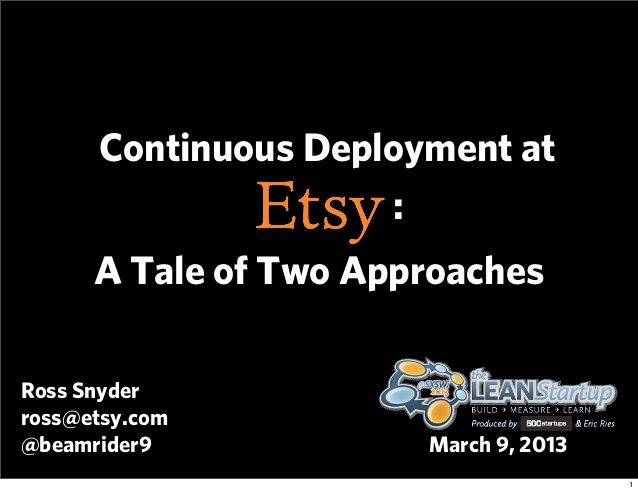 Continuous Deployment at
Etsy:
A Tale of Two Approaches
Ross Snyder
ross@etsy.com
@beamrider9
@SXSW
2013
the
LEAN Startup
BUILD → MEASURE → LEARN
Produced by 500startups & Eric Ries
March 9, 2013
1